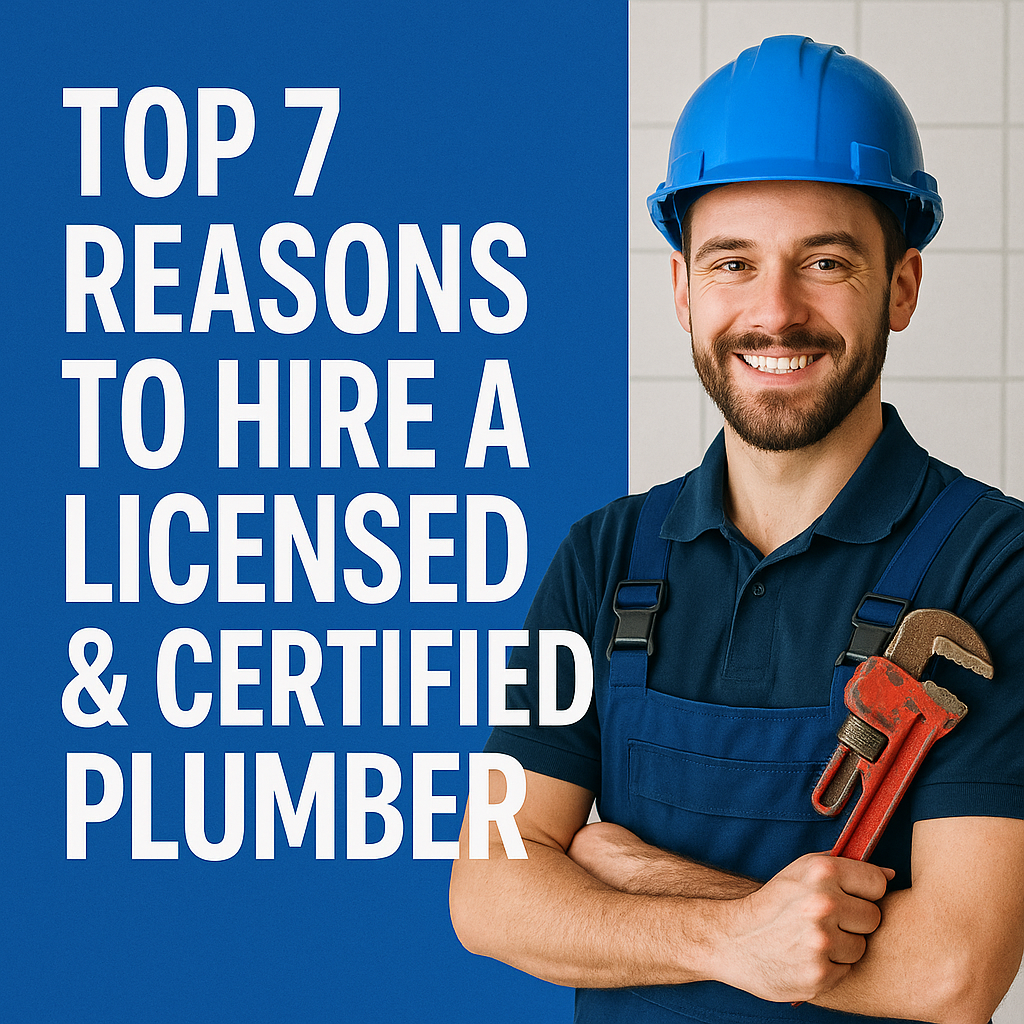 TOP 7
REASONS
TO HIRE A
LICENSED
& CERTIFIED
PLUMBER